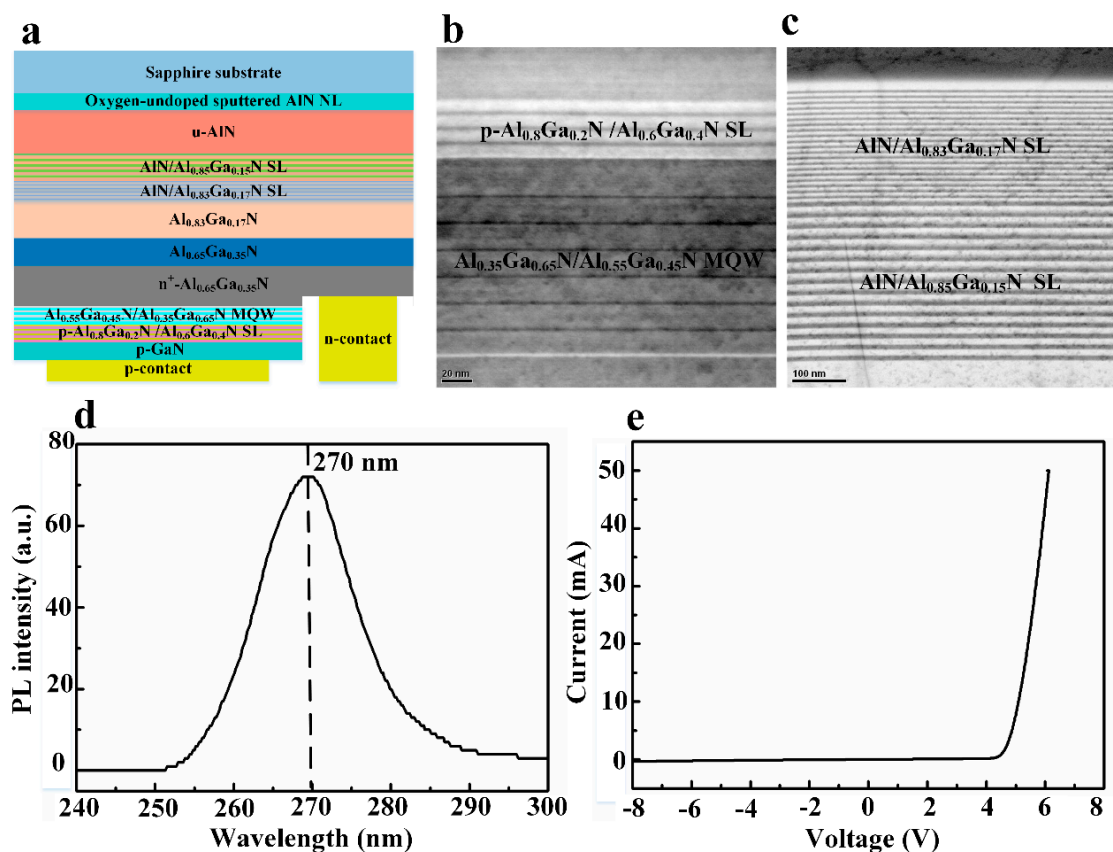 a
Sapphire substrate
Oxygen-undoped sputtered AlN NL
u-AlN
AlN/Al₀.₈₅Ga₀.₁₅N SL
AlN/Al₀.₈₃Ga₀.₁₇N SL
Al₀.₈₃Ga₀.₁₇N
Al₀.₆₅Ga₀.₃₅N
n⁺-Al₀.₆₅Ga₀.₃₅N
Al₀.₅₅Ga₀.₄₅N/Al₀.₃₅Ga₀.₆₅N MQW
p-Al₀.₈Ga₀.₂N /Al₀.₆Ga₀.₄N SL
p-GaN
p-contact
n-contact
b
p-Al₀.₈Ga₀.₂N /Al₀.₆Ga₀.₄N SL
Al₀.₃₅Ga₀.₆₅N/Al₀.₅₅Ga₀.₄₅N MQW
20 nm
c
AlN/Al₀.₈₃Ga₀.₁₇N SL
AlN/Al₀.₈₅Ga₀.₁₅N SL
100 nm
d
80
60
40
20
0
PL intensity (a.u.)
270 nm
240 250 260 270 280 290 300
Wavelength (nm)
e
50
40
30
20
10
0
Current (mA)
-8 -6 -4 -2 0 2 4 6 8
Voltage (V)